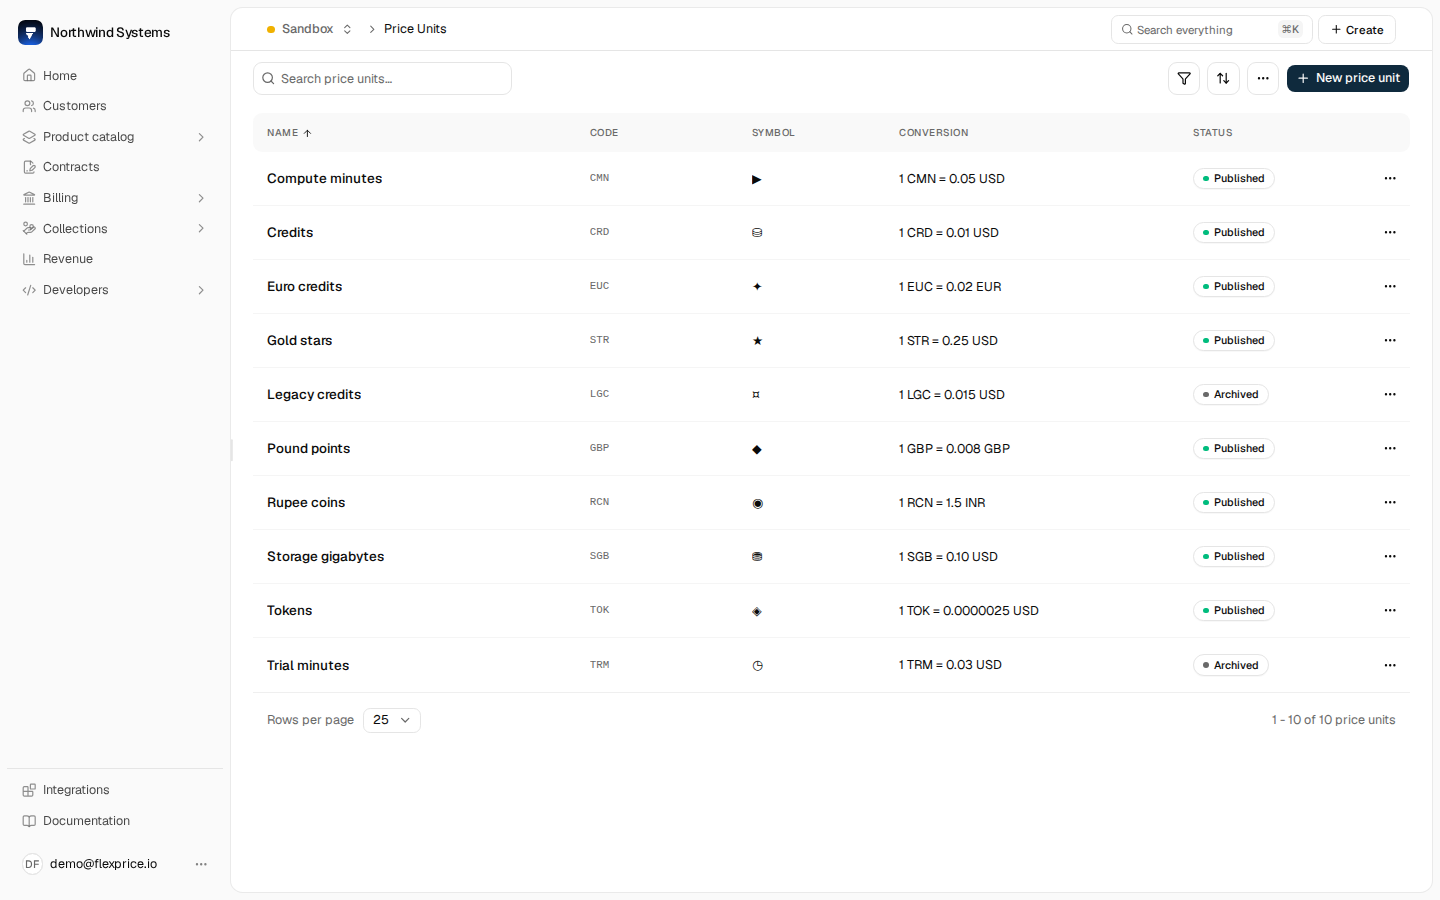 Northwind Systems
Home
Customers
Product catalog
Contracts
Billing
Collections
Revenue
Developers
Integrations
Documentation
DF demo@flexprice.io
Sandbox Price Units
Search everything ⌘K
Create
Search price units...
New price unit
NAME CODE SYMBOL CONVERSION STATUS
Compute minutes CMN ▶ 1 CMN = 0.05 USD Published
Credits CRD ⛁ 1 CRD = 0.01 USD Published
Euro credits EUC ✦ 1 EUC = 0.02 EUR Published
Gold stars STR ★ 1 STR = 0.25 USD Published
Legacy credits LGC ¤ 1 LGC = 0.015 USD Archived
Pound points GBP ◆ 1 GBP = 0.008 GBP Published
Rupee coins RCN ◉ 1 RCN = 1.5 INR Published
Storage gigabytes SGB ⛃ 1 SGB = 0.10 USD Published
Tokens TOK ◈ 1 TOK = 0.0000025 USD Published
Trial minutes TRM ◷ 1 TRM = 0.03 USD Archived
Rows per page 25
1 - 10 of 10 price units